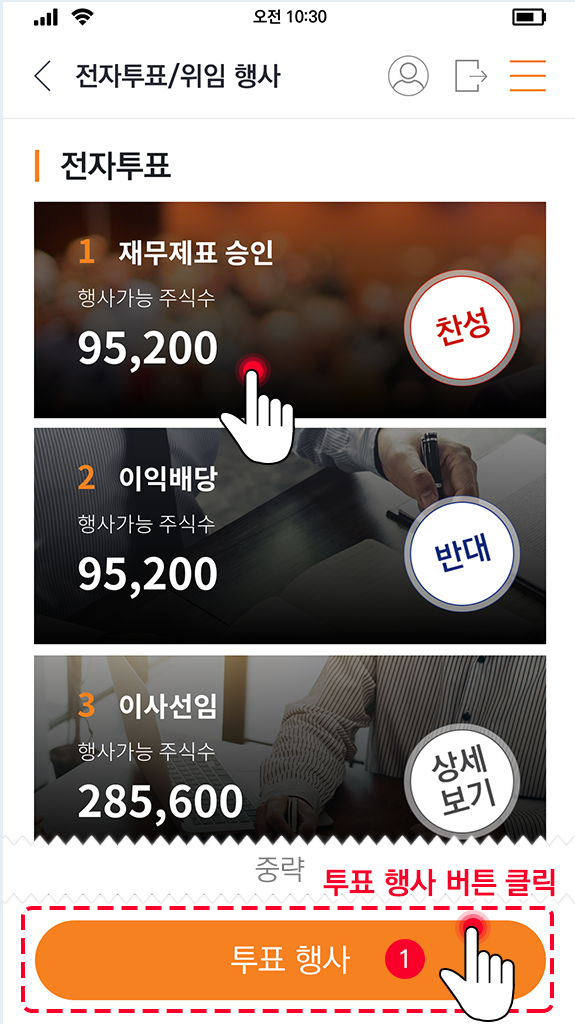 오전 10:30
전자투표/위임 행사
전자투표
1 재무제표 승인
행사가능 주식수
95,200
찬성
2 이익배당
행사가능 주식수
95,200
반대
3 이사선임
행사가능 주식수
285,600
상세
보기
중략
투표 행사 버튼 클릭
투표 행사 1